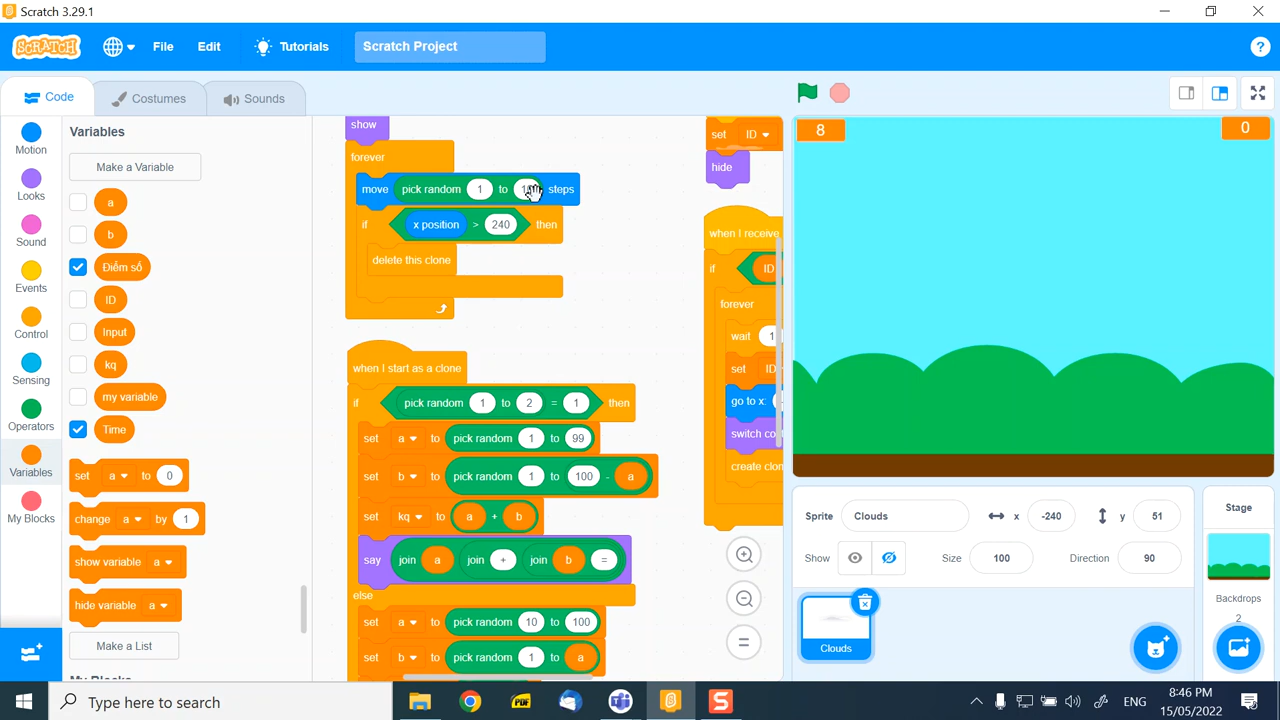 Scratch 3.29.1
SCRATCH
File
Edit
Tutorials
Scratch Project
?
Code
Costumes
Sounds
Motion
Looks
Sound
Events
Control
Sensing
Operators
Variables
My Blocks
Variables
Make a Variable
a
b
Điểm số
ID
Input
kq
my variable
Time
set a to 0
change a by 1
show variable a
hide variable a
Make a List
show
forever
move pick random 1 to steps
if x position > 240 then
delete this clone
when I start as a clone
if pick random 1 to 2 = 1 then
set a to pick random 1 to 99
set b to pick random 1 to 100 - a
set kq to a + b
say join a join + join b =
else
set a to pick random 10 to 100
set b to pick random 1 to a
set ID
hide
when I receive
if ID
forever
wait 1
set ID
go to x:
switch co
create clon
8
0
Sprite
Clouds
x
-240
y
51
Show
Size
100
Direction
90
Clouds
Stage
Backdrops
2
Type here to search
PDF
ENG
8:46 PM
15/05/2022